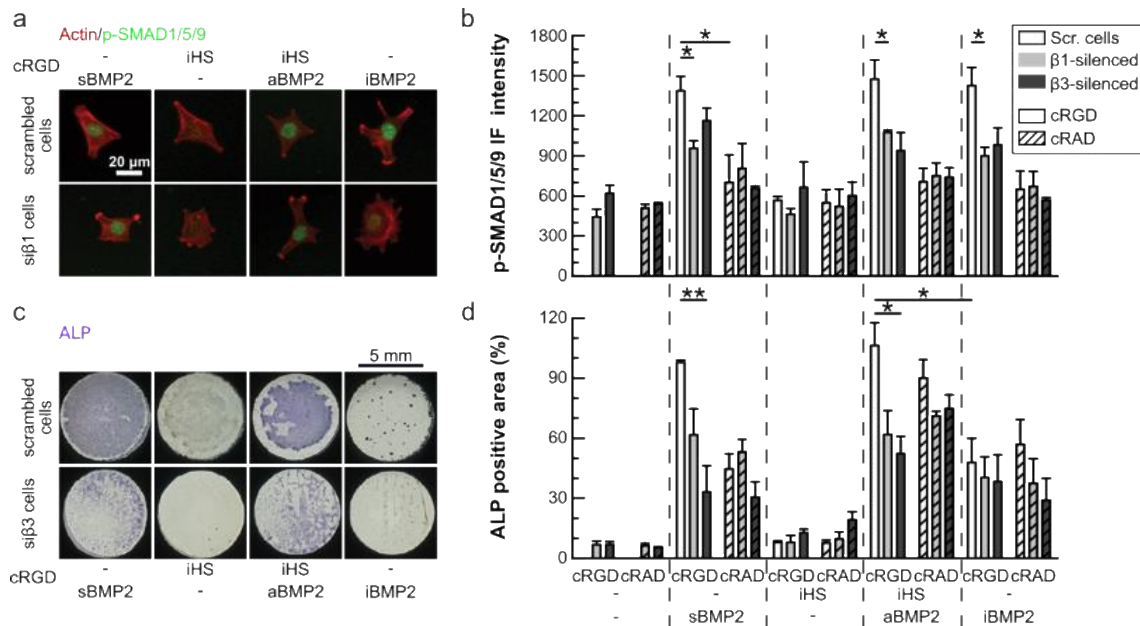 a
Actin/p-SMAD1/5/9
- iHS iHS -
cRGD
sBMP2 - aBMP2 iBMP2
scrambled
cells
20 µm
siβ1 cells
b
p-SMAD1/5/9 IF intensity
1800
1500
1200
900
600
300
0
* * * *
Scr. cells
β1-silenced
β3-silenced
cRGD
cRAD
c
ALP
5 mm
scrambled
cells
siβ3 cells
- iHS iHS -
cRGD
sBMP2 - aBMP2 iBMP2
d
ALP positive area (%)
120
90
60
30
0
** * *
cRGD cRAD cRGD cRAD cRGD cRAD cRGD cRAD cRGD cRAD
- - iHS iHS -
- sBMP2 - aBMP2 iBMP2